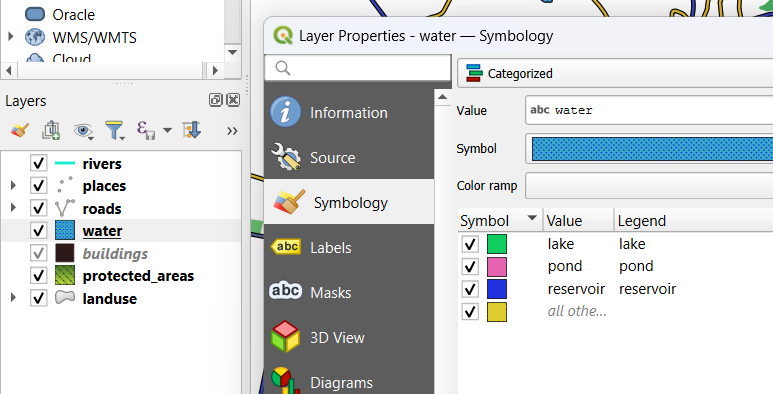 Oracle
WMS/WMTS
Cloud
Layers
»
rivers
places
roads
water
buildings
protected_areas
landuse
Layer Properties - water — Symbology
Information
Source
Symbology
abc Labels
abc Masks
3D View
Diagrams
Categorized
Value abc water
Symbol
Color ramp
Symbol Value Legend
lake lake
pond pond
reservoir reservoir
all othe...